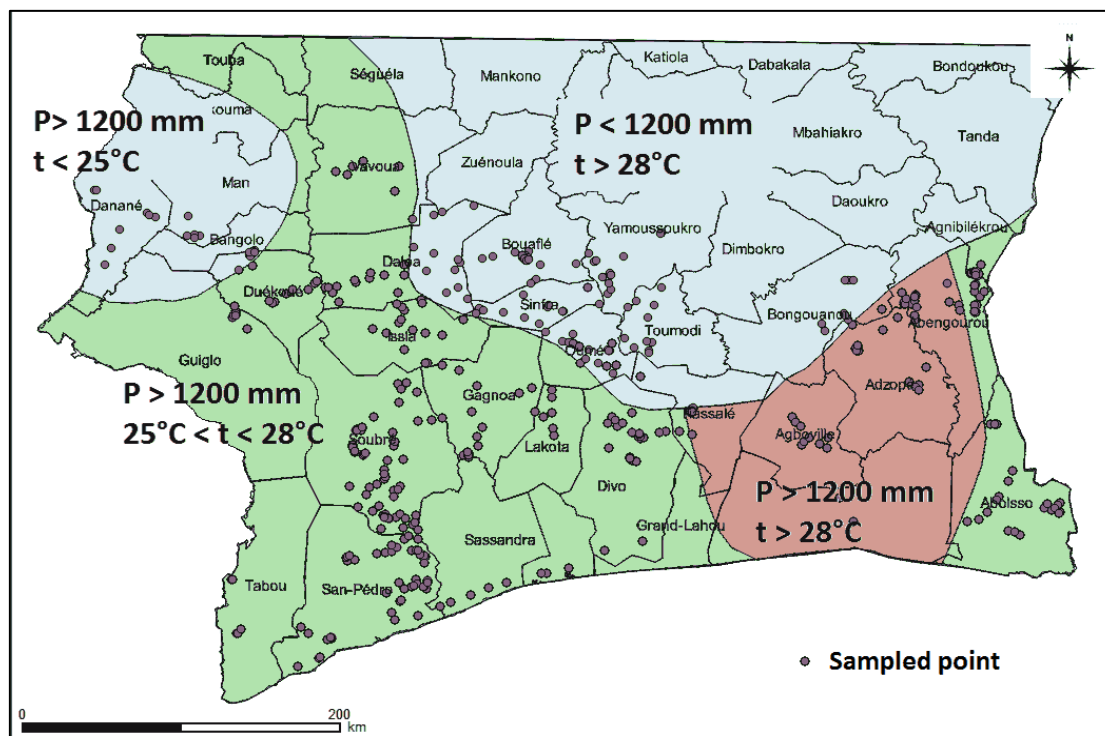 N
Touba
Séguéla
Mankono
Katiola
Dabakala
Bondoukou
ouma
P> 1200 mm
t < 25°C
P < 1200 mm
t > 28°C
Mbahiakro
Tanda
Vavoua
Zuénoula
Man
Danané
Daoukro
Bangolo
Bouaflé
Yamoussoukro
Agnibilékrou
Dimbokro
Daloa
Duékoué
Sinfra
Toumodi
Bongouanou
Abengourou
Issia
Oumé
Guiglo
P > 1200 mm
25°C < t < 28°C
Gagnoa
Adzopé
Soubré
Lakota
Agboville
Divo
P > 1200 mm
t > 28°C
Aboisso
Grand-Lahou
Sassandra
Tabou
San-Pédro
Sampled point
0
200
km